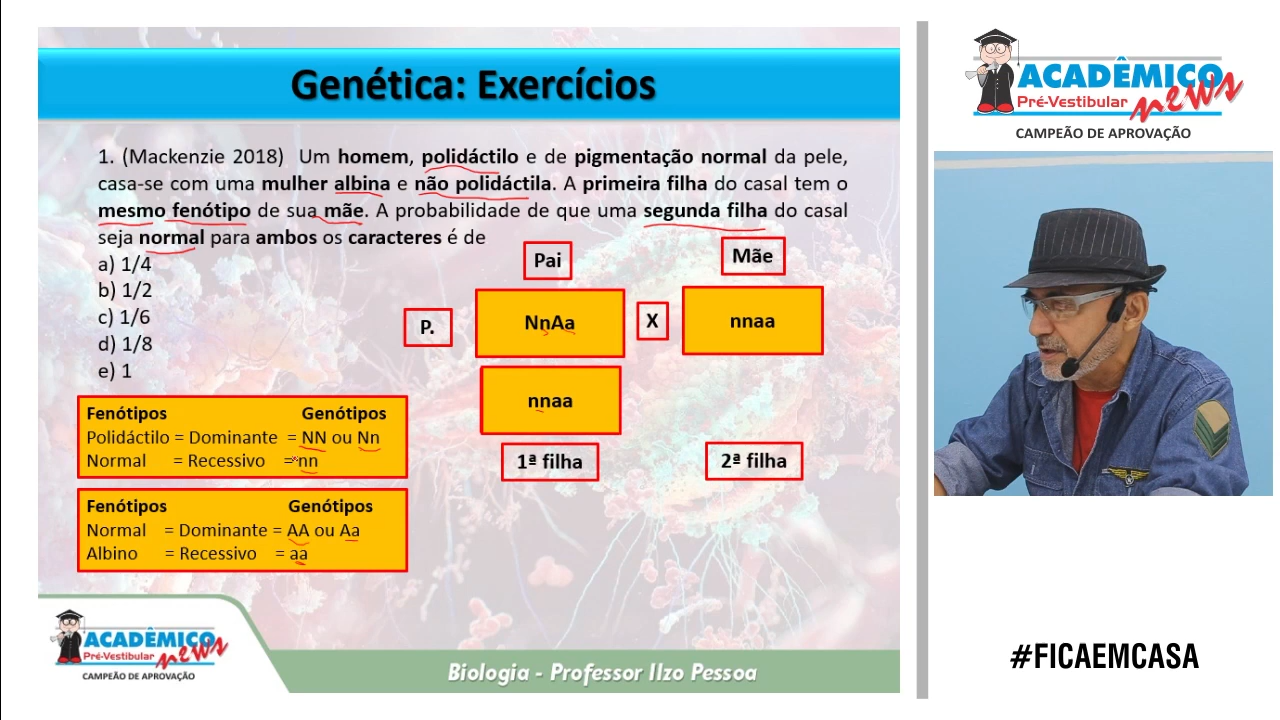 Genética: Exercícios
1. (Mackenzie 2018) Um homem, polidáctilo e de pigmentação normal da pele,
casa-se com uma mulher albina e não polidáctila. A primeira filha do casal tem o
mesmo fenótipo de sua mãe. A probabilidade de que uma segunda filha do casal
seja normal para ambos os caracteres é de
a) 1/4
b) 1/2
c) 1/6
d) 1/8
e) 1
Pai
Mãe
P.
NnAa
X
nnaa
nnaa
1ª filha
2ª filha
Fenótipos Genótipos
Polidáctilo = Dominante = NN ou Nn
Normal = Recessivo = nn
Fenótipos Genótipos
Normal = Dominante = AA ou Aa
Albino = Recessivo = aa
ACADÊMICO
Pré-Vestibular news
CAMPEÃO DE APROVAÇÃO
Biologia - Professor Ilzo Pessoa
ACADÊMICO
Pré-Vestibular news
CAMPEÃO DE APROVAÇÃO
#FICAEMCASA